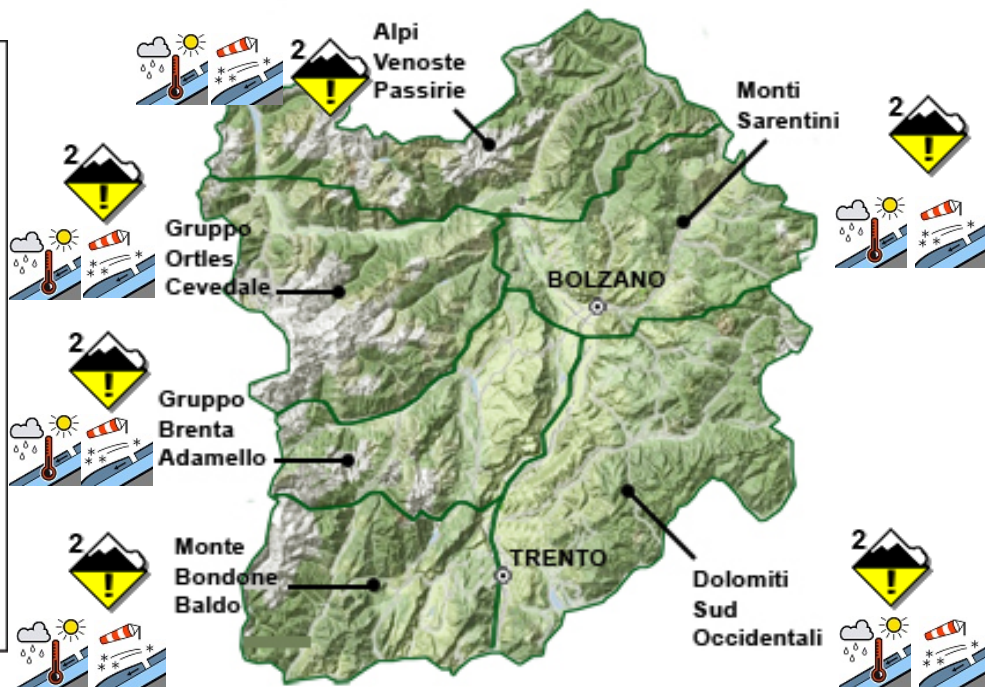 2
Alpi
Venoste
Passirie
Monti
Sarentini
2
2
Gruppo
Ortles
Cevedale
BOLZANO
2
Gruppo
Brenta
Adamello
2
Monte
Bondone
Baldo
TRENTO
Dolomiti
Sud
Occidentali
2